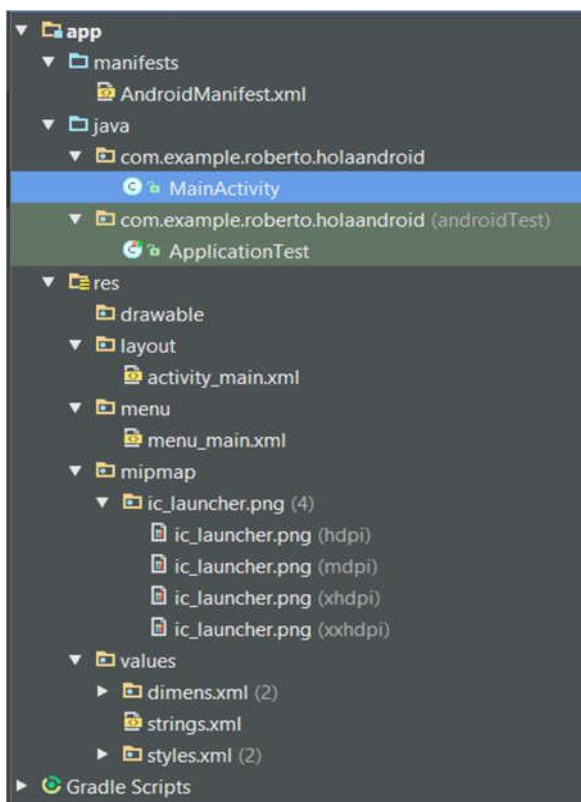 app
manifests
AndroidManifest.xml
java
com.example.roberto.holaandroid
MainActivity
com.example.roberto.holaandroid (androidTest)
ApplicationTest
res
drawable
layout
activity_main.xml
menu
menu_main.xml
mipmap
ic_launcher.png (4)
ic_launcher.png (hdpi)
ic_launcher.png (mdpi)
ic_launcher.png (xhdpi)
ic_launcher.png (xxhdpi)
values
dimens.xml (2)
strings.xml
styles.xml (2)
Gradle Scripts